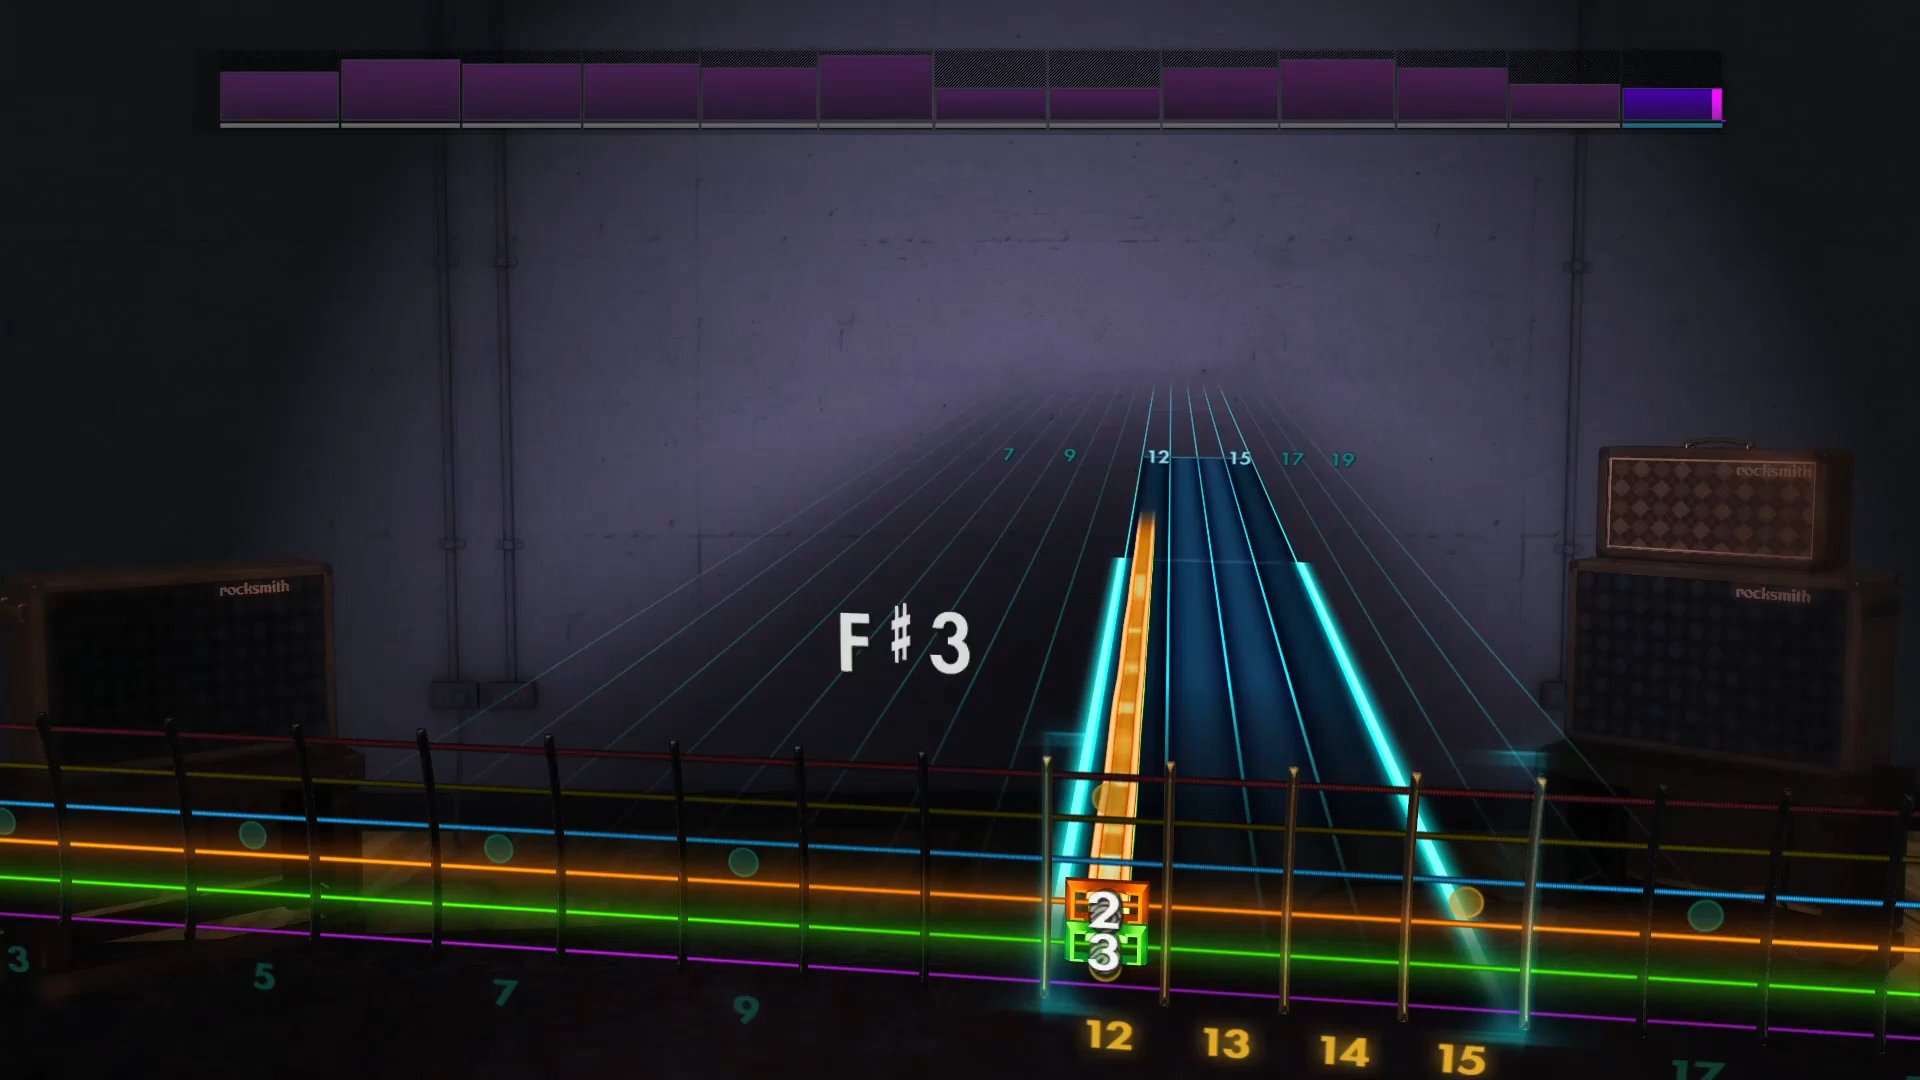 7 9 12 15 17 19
rocksmith
rocksmith
rocksmith
F♯3
2
3
3 5 7 9 12 13 14 15 17